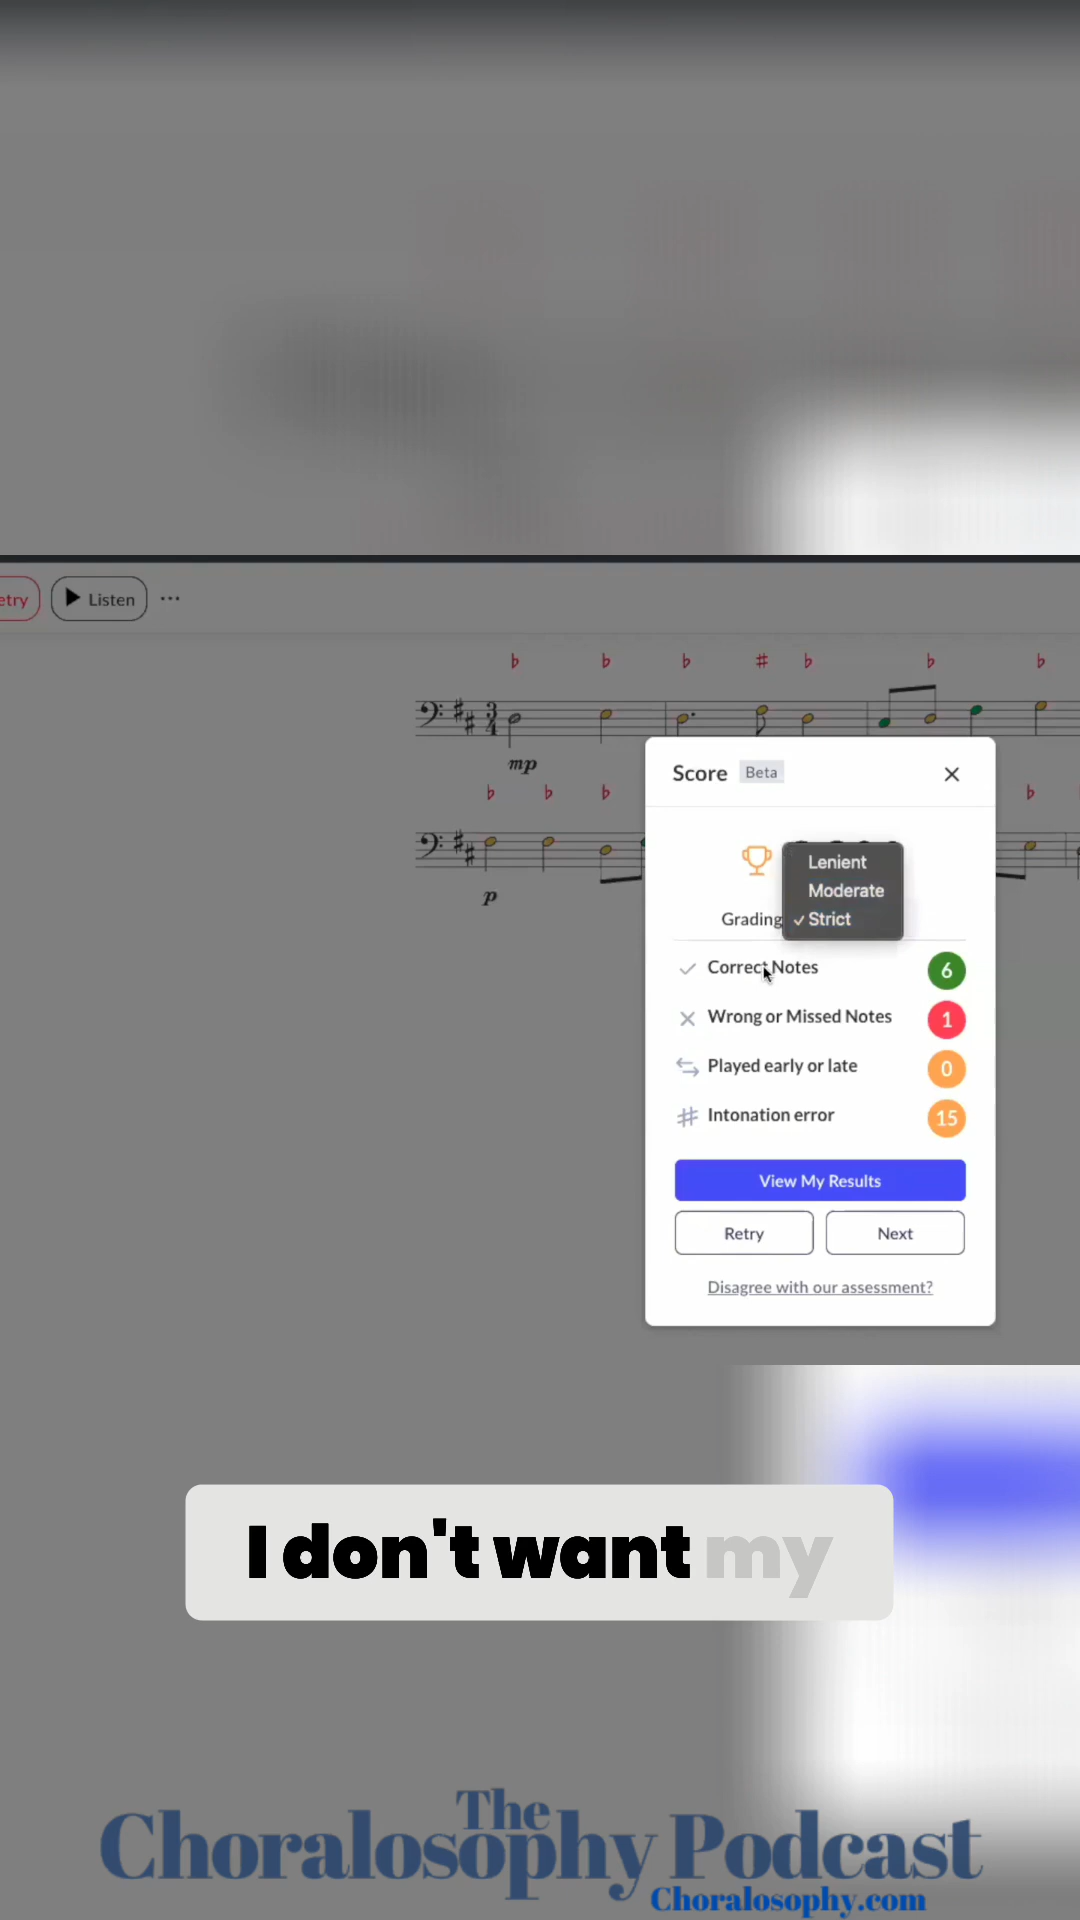 etry
Listen
mp
p
Score Beta
Lenient
Moderate
Grading Strict
Correct Notes 6
Wrong or Missed Notes 1
Played early or late 0
Intonation error 15
View My Results
Retry Next
Disagree with our assessment?
I don't want my
The
Choralosophy Podcast
Choralosophy.com